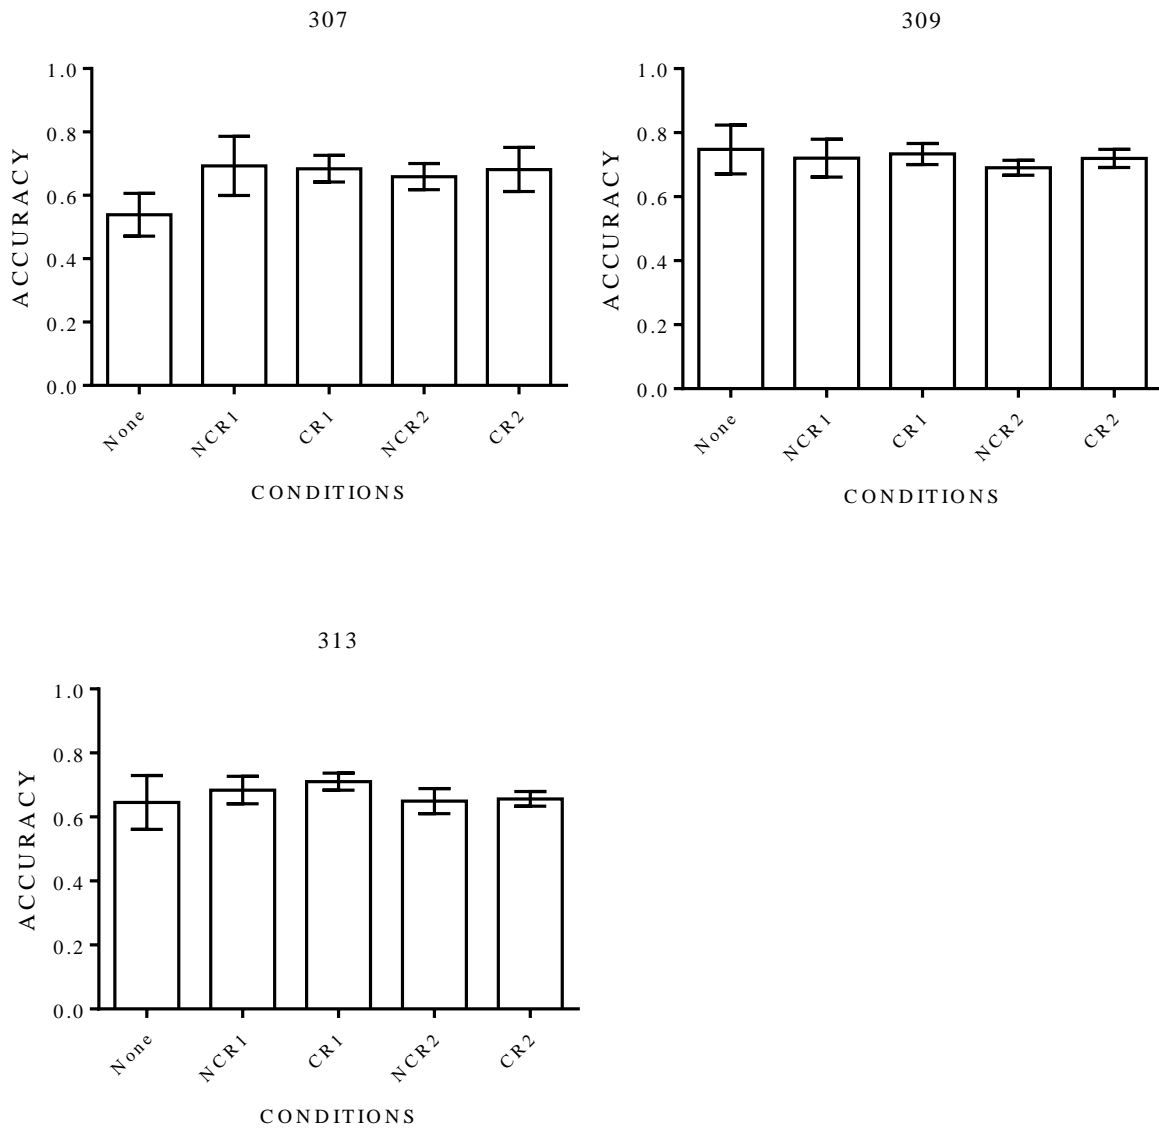 307
1.0
0.8
0.6
0.4
0.2
0.0
ACCURACY
None
NCR1
CR1
NCR2
CR2
CONDITIONS
309
1.0
0.8
0.6
0.4
0.2
0.0
ACCURACY
None
NCR1
CR1
NCR2
CR2
CONDITIONS
313
1.0
0.8
0.6
0.4
0.2
0.0
ACCURACY
None
NCR1
CR1
NCR2
CR2
CONDITIONS